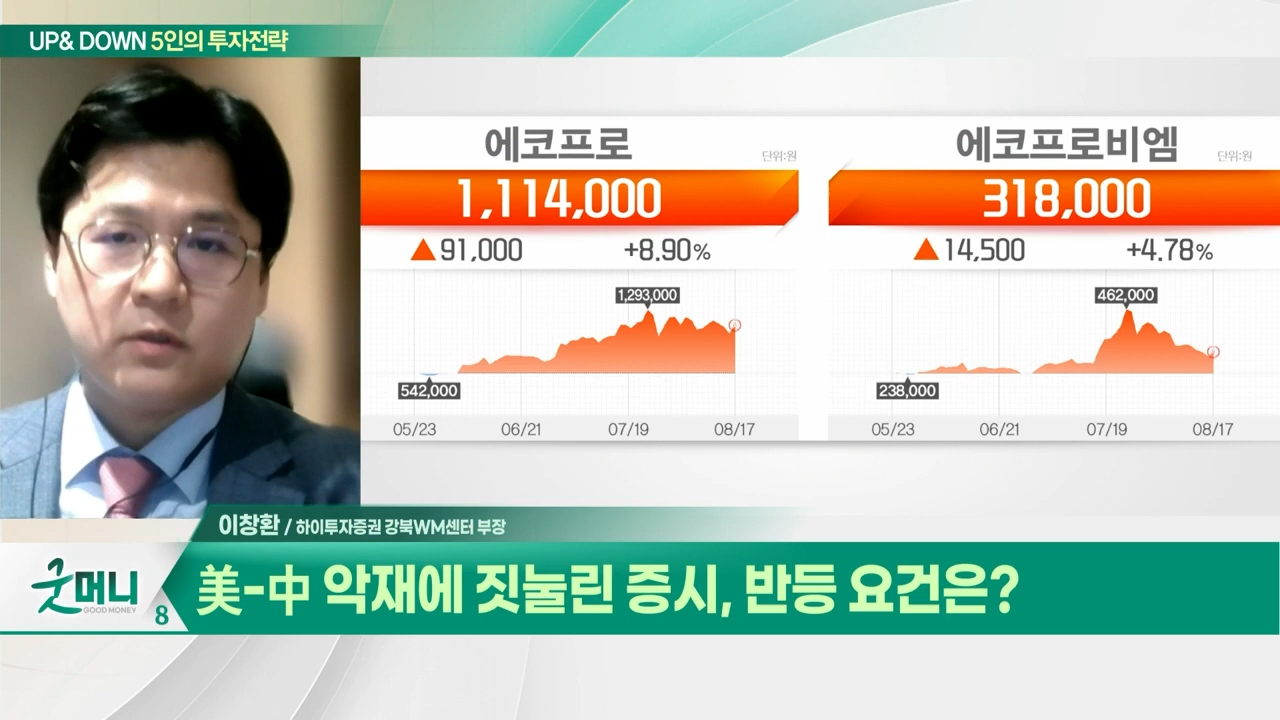 UP& DOWN 5인의 투자전략
에코프로
단위:원
1,114,000
▲91,000 +8.90%
1,293,000
542,000
05/23 06/21 07/19 08/17
에코프로비엠
단위:원
318,000
▲14,500 +4.78%
462,000
238,000
05/23 06/21 07/19 08/17
이창환 / 하이투자증권 강북WM센터 부장
굿머니
GOOD MONEY
8
美-中 악재에 짓눌린 증시, 반등 요건은?